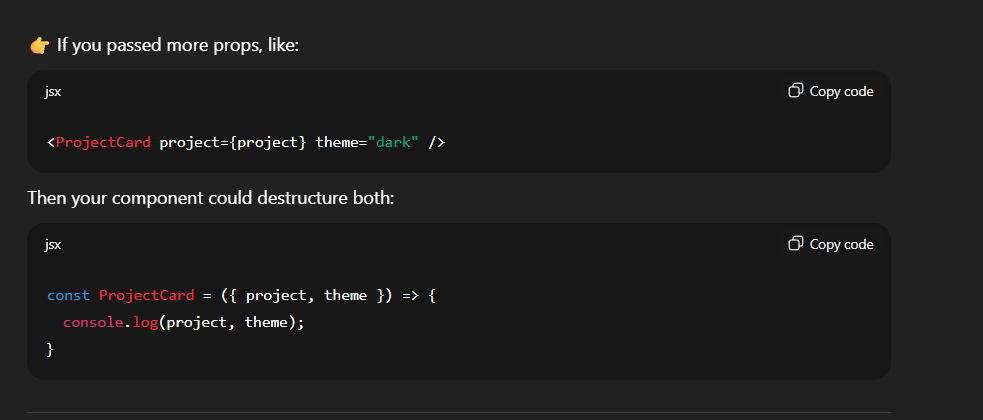 👉 If you passed more props, like:
jsx
Copy code
<ProjectCard project={project} theme="dark" />
Then your component could destructure both:
jsx
Copy code
const ProjectCard = ({ project, theme }) => {
  console.log(project, theme);
}